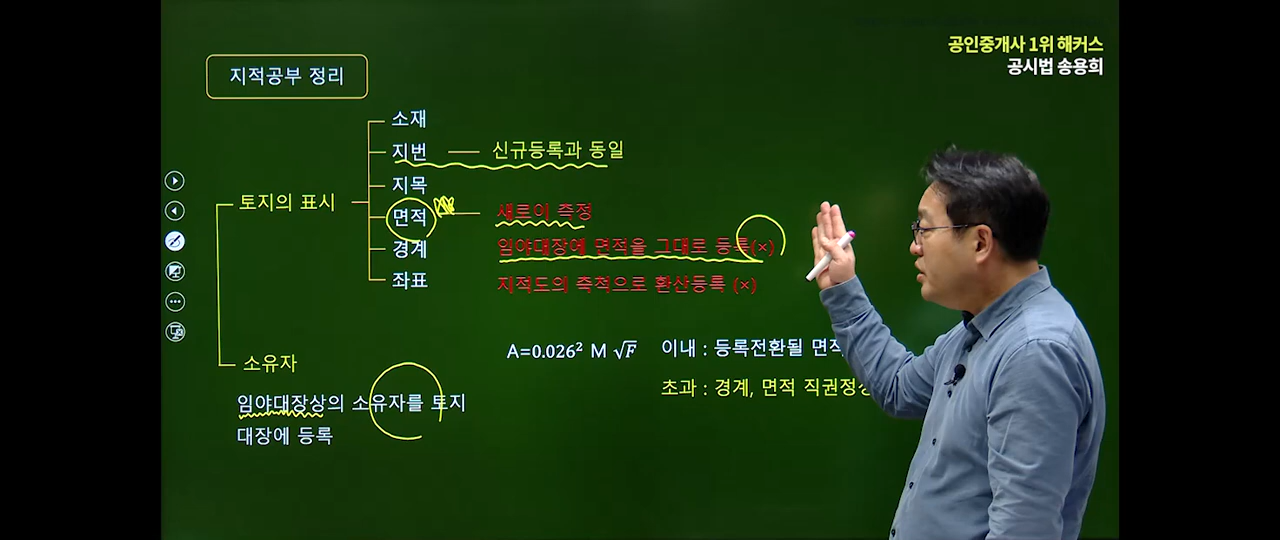 공인중개사 1위 해커스
공시법 송용희
지적공부 정리
토지의 표시
소재
지번 신규등록과 동일
지목
면적 새로이 측정
임야대장에 면적을 그대로 등록(×)
경계
좌표
지적도의 축척으로 환산등록 (×)
A=0.026² M √F 이내 : 등록전환될 면적
초과 : 경계, 면적 직권정정
소유자
임야대장상의 소유자를 토지
대장에 등록